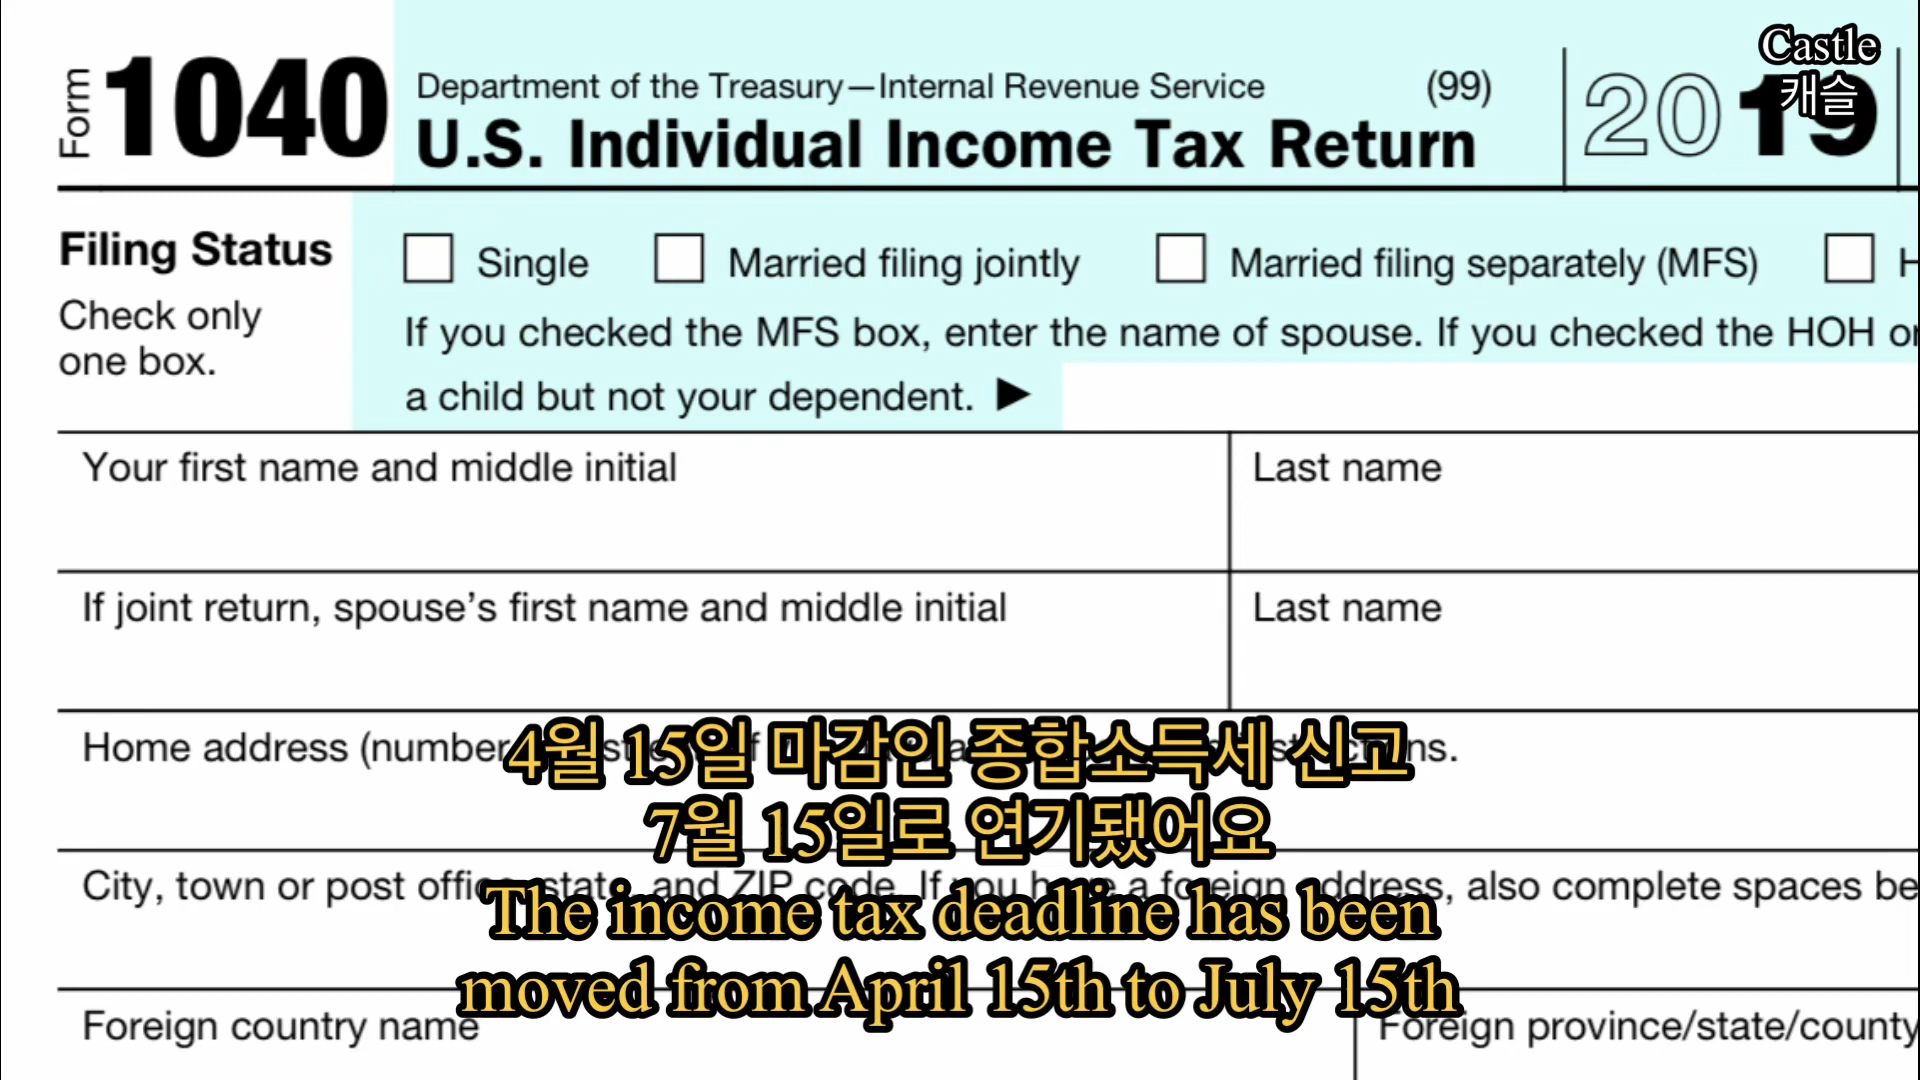 Form 1040
Department of the Treasury—Internal Revenue Service (99)
U.S. Individual Income Tax Return
2019
Castle
캐슬
Filing Status
Check only
one box.
Single Married filing jointly Married filing separately (MFS)
If you checked the MFS box, enter the name of spouse. If you checked the HOH
a child but not your dependent. ▶
Your first name and middle initial Last name
If joint return, spouse's first name and middle initial Last name
Home address (number
4월 15일 마감인 종합소득세 신고
7월 15일로 연기됐어요
City, town or post office, state, and ZIP code. If you have a foreign address, also complete spaces
The income tax deadline has been
moved from April 15th to July 15th
Foreign country name Foreign province/state/county